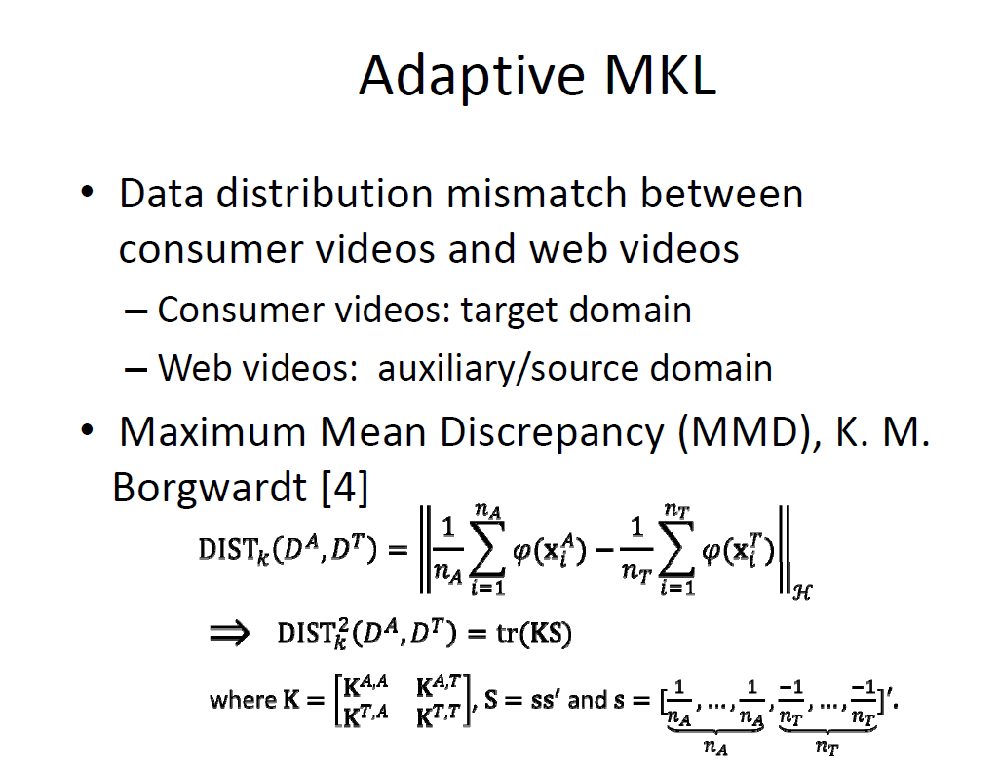 Adaptive MKL
• Data distribution mismatch between
consumer videos and web videos
– Consumer videos: target domain
– Web videos: auxiliary/source domain
• Maximum Mean Discrepancy (MMD), K. M.
Borgwardt [4]
$\mathrm{DIST}_k(D^A, D^T) = \left\| \frac{1}{n_A} \sum_{i=1}^{n_A} \varphi(\mathbf{x}_i^A) - \frac{1}{n_T} \sum_{i=1}^{n_T} \varphi(\mathbf{x}_i^T) \right\|_{\mathcal{H}}$
$\Rightarrow \mathrm{DIST}_k^2(D^A, D^T) = \mathrm{tr}(\mathbf{KS})$
where $\mathbf{K} = \begin{bmatrix} \mathbf{K}^{A,A} & \mathbf{K}^{A,T} \\ \mathbf{K}^{T,A} & \mathbf{K}^{T,T} \end{bmatrix}$, $\mathbf{S} = \mathbf{ss}'$ and $\mathbf{s} = [\underbrace{\frac{1}{n_A}, \ldots, \frac{1}{n_A}}_{n_A}, \underbrace{\frac{-1}{n_T}, \ldots, \frac{-1}{n_T}}_{n_T}]'$.